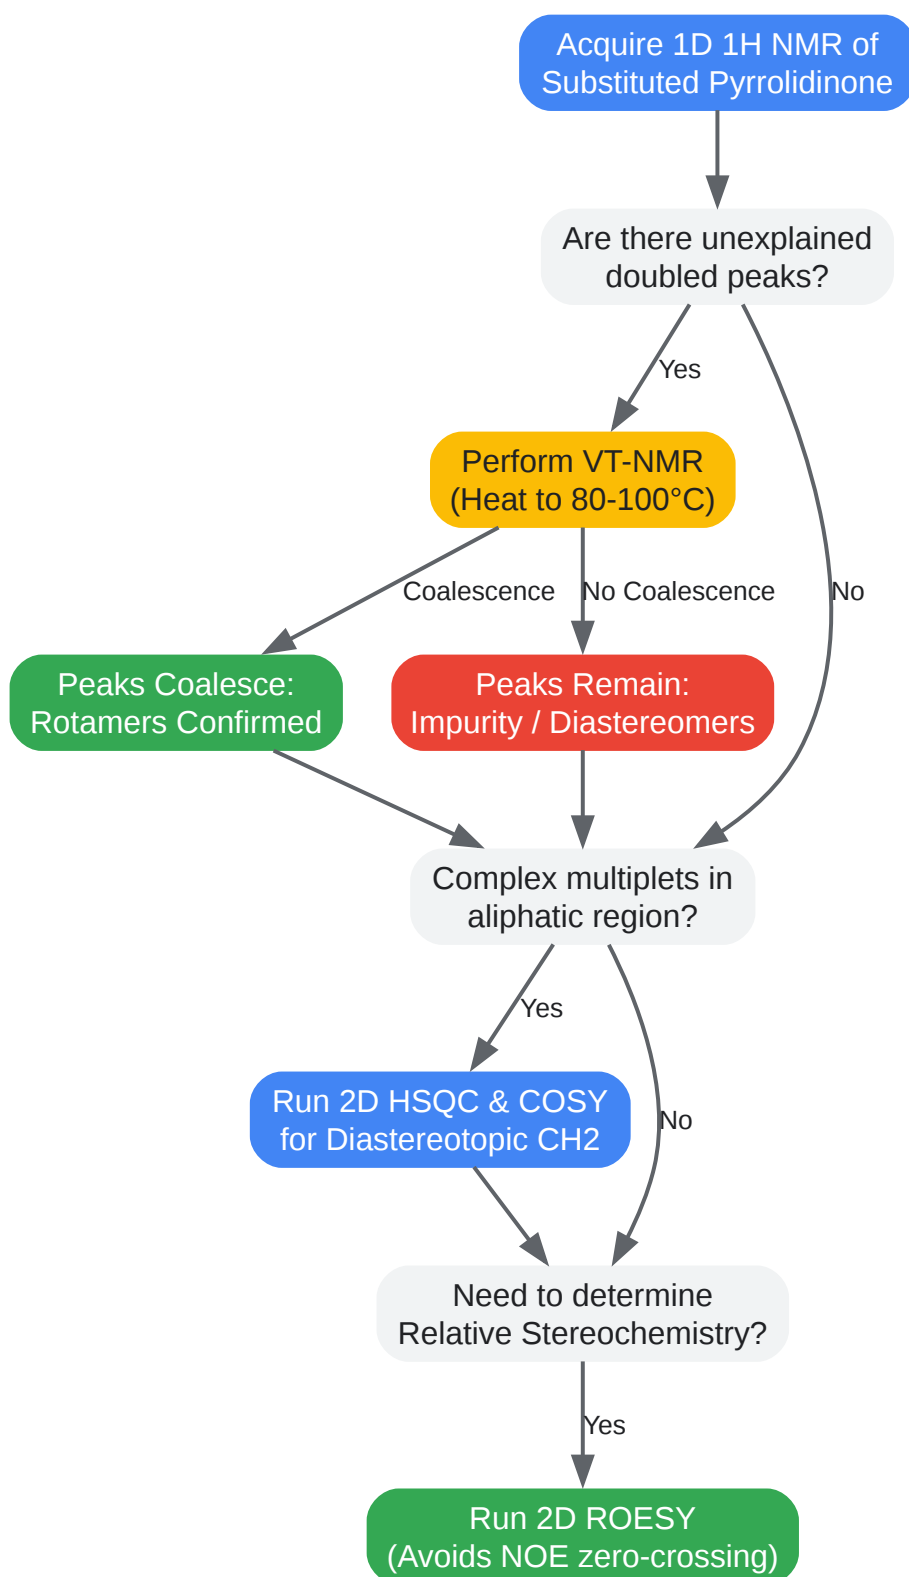 Acquire 1D 1H NMR of
Substituted Pyrrolidinone
Are there unexplained
doubled peaks?
Yes
Perform VT-NMR
(Heat to 80-100°C)
Coalescence
No Coalescence
No
Peaks Coalesce:
Rotamers Confirmed
Peaks Remain:
Impurity / Diastereomers
Complex multiplets in
aliphatic region?
Yes
Run 2D HSQC & COSY
for Diastereotopic CH2
No
Need to determine
Relative Stereochemistry?
Yes
Run 2D ROESY
(Avoids NOE zero-crossing)